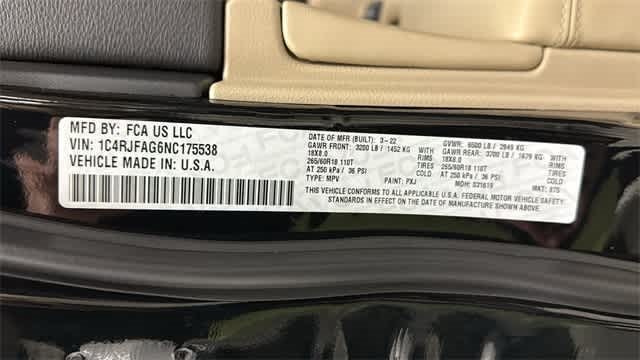 MFD BY: FCA US LLC
VIN: 1C4RJFAG6NC175538
VEHICLE MADE IN: U.S.A.
DATE OF MFR (BUILT): 3-22 GVWR: 6500 LB / 2949 KG
GAWR FRONT: 3200 LB / 1452 KG WITH GAWR REAR: 3700 LB / 1679 KG WITH
18X8.0 RIMS 18X8.0 RIMS
265/60R18 110T TIRES 265/60R18 110T TIRES
AT 250 kPa / 36 PSI COLD AT 250 kPa / 36 PSI COLD
TYPE: MPV PAINT: PXJ MDH: 031619 MAT: 875
THIS VEHICLE CONFORMS TO ALL APPLICABLE U.S.A. FEDERAL MOTOR VEHICLE SAFETY
STANDARDS IN EFFECT ON THE DATE OF MANUFACTURE SHOWN ABOVE.